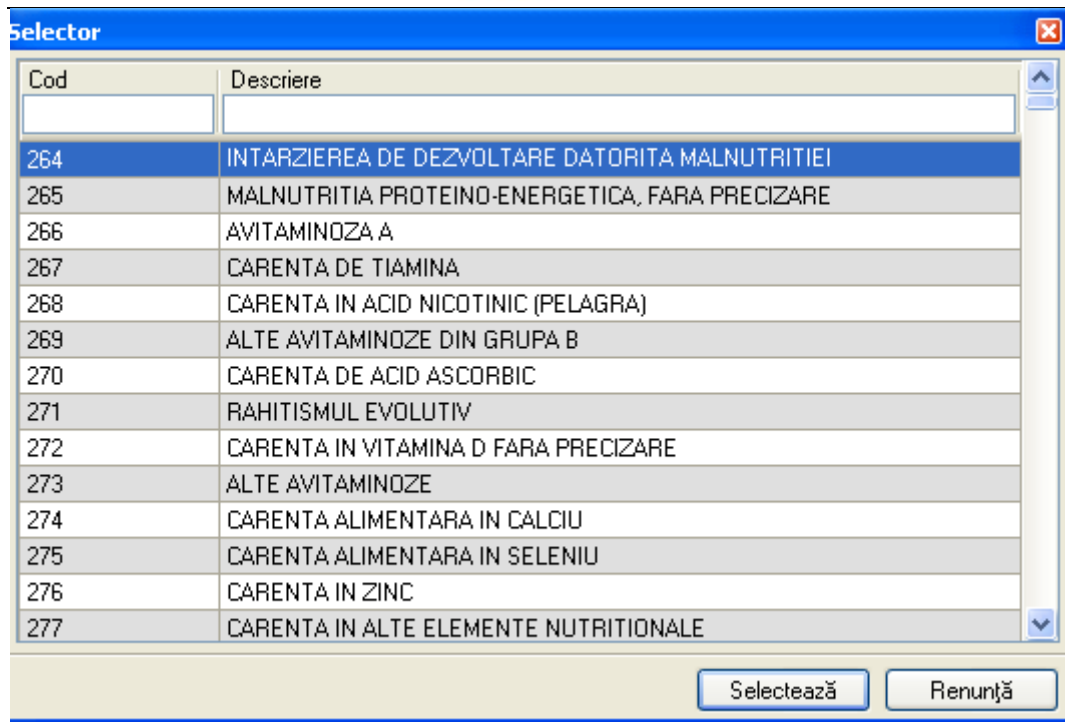 Selector
Cod Descriere
264 INTARZIEREA DE DEZVOLTARE DATORITA MALNUTRITIEI
265 MALNUTRITIA PROTEINO-ENERGETICA, FARA PRECIZARE
266 AVITAMINOZA A
267 CARENTA DE TIAMINA
268 CARENTA IN ACID NICOTINIC (PELAGRA)
269 ALTE AVITAMINOZE DIN GRUPA B
270 CARENTA DE ACID ASCORBIC
271 RAHITISMUL EVOLUTIV
272 CARENTA IN VITAMINA D FARA PRECIZARE
273 ALTE AVITAMINOZE
274 CARENTA ALIMENTARA IN CALCIU
275 CARENTA ALIMENTARA IN SELENIU
276 CARENTA IN ZINC
277 CARENTA IN ALTE ELEMENTE NUTRITIONALE
Selectează Renunţă